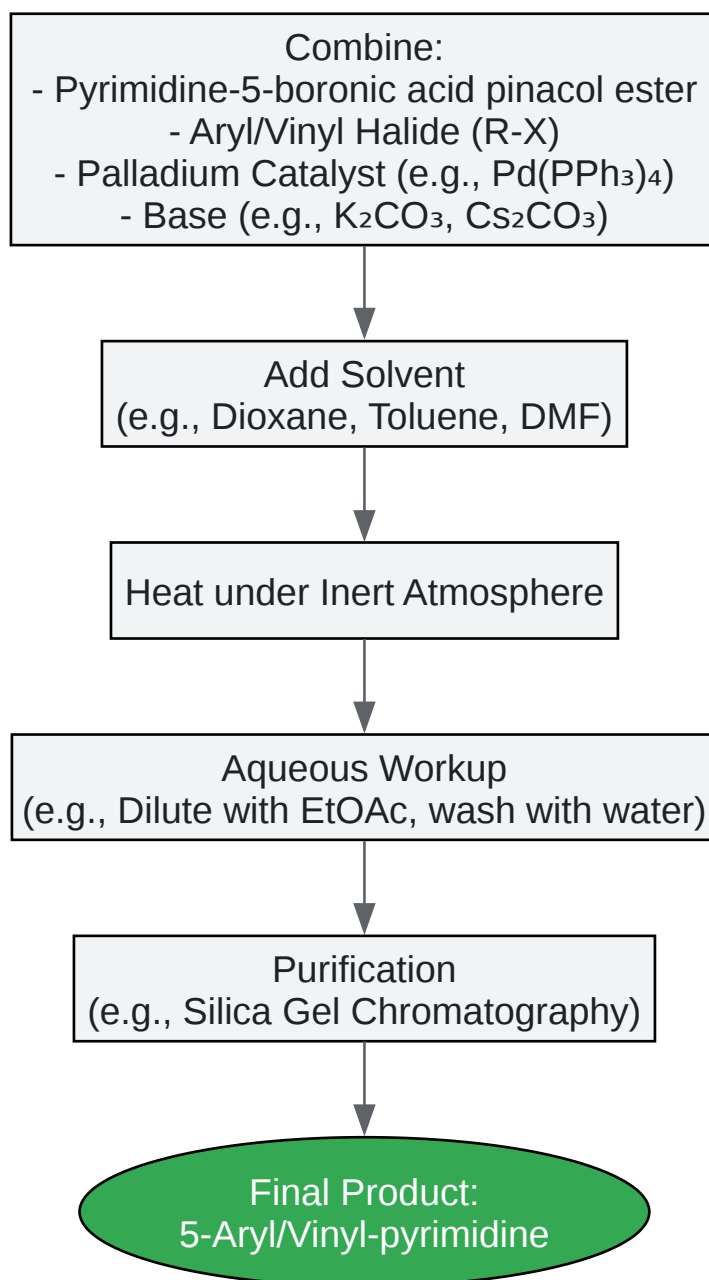 Combine:
- Pyrimidine-5-boronic acid pinacol ester
- Aryl/Vinyl Halide (R-X)
- Palladium Catalyst (e.g., Pd(PPh₃)₄)
- Base (e.g., K₂CO₃, Cs₂CO₃)
Add Solvent
(e.g., Dioxane, Toluene, DMF)
Heat under Inert Atmosphere
Aqueous Workup
(e.g., Dilute with EtOAc, wash with water)
Purification
(e.g., Silica Gel Chromatography)
Final Product:
5-Aryl/Vinyl-pyrimidine